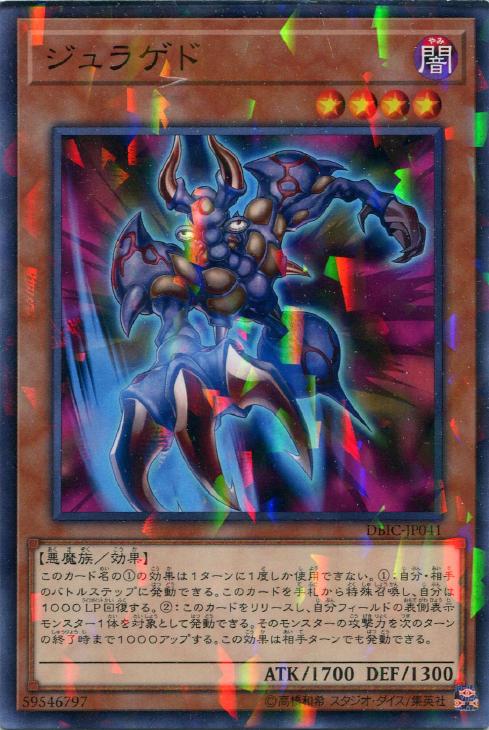 ジュラゲド
闇
DBIC-JP041
【悪魔族/効果】
このカード名の①の効果は1ターンに1度しか使用できない。①:自分・相手
のバトルステップに発動できる。このカードを手札から特殊召喚し、自分は
1000LP回復する。②:このカードをリリースし、自分フィールドの表側表示
モンスター1体を対象として発動できる。そのモンスターの攻撃力を次のターン
の終了時まで1000アップする。この効果は相手ターンでも発動できる。
ATK/1700 DEF/1300
59546797
©高橋和希 スタジオ・ダイス/集英社